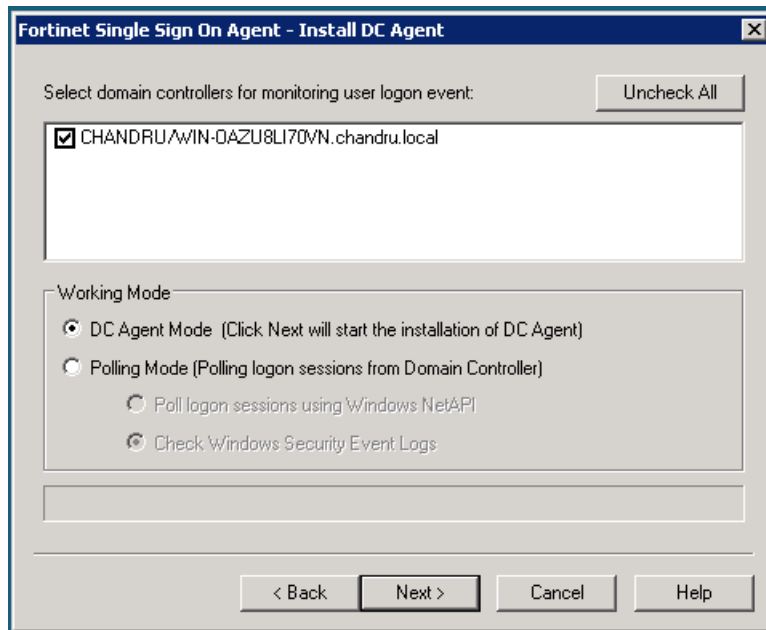 Fortinet Single Sign On Agent - Install DC Agent
Select domain controllers for monitoring user logon event:
Uncheck All
CHANDRU/WIN-0AZU8LI70VN.chandru.local
Working Mode
DC Agent Mode (Click Next will start the installation of DC Agent)
Polling Mode (Polling logon sessions from Domain Controller)
Poll logon sessions using Windows NetAPI
Check Windows Security Event Logs
< Back
Next >
Cancel
Help